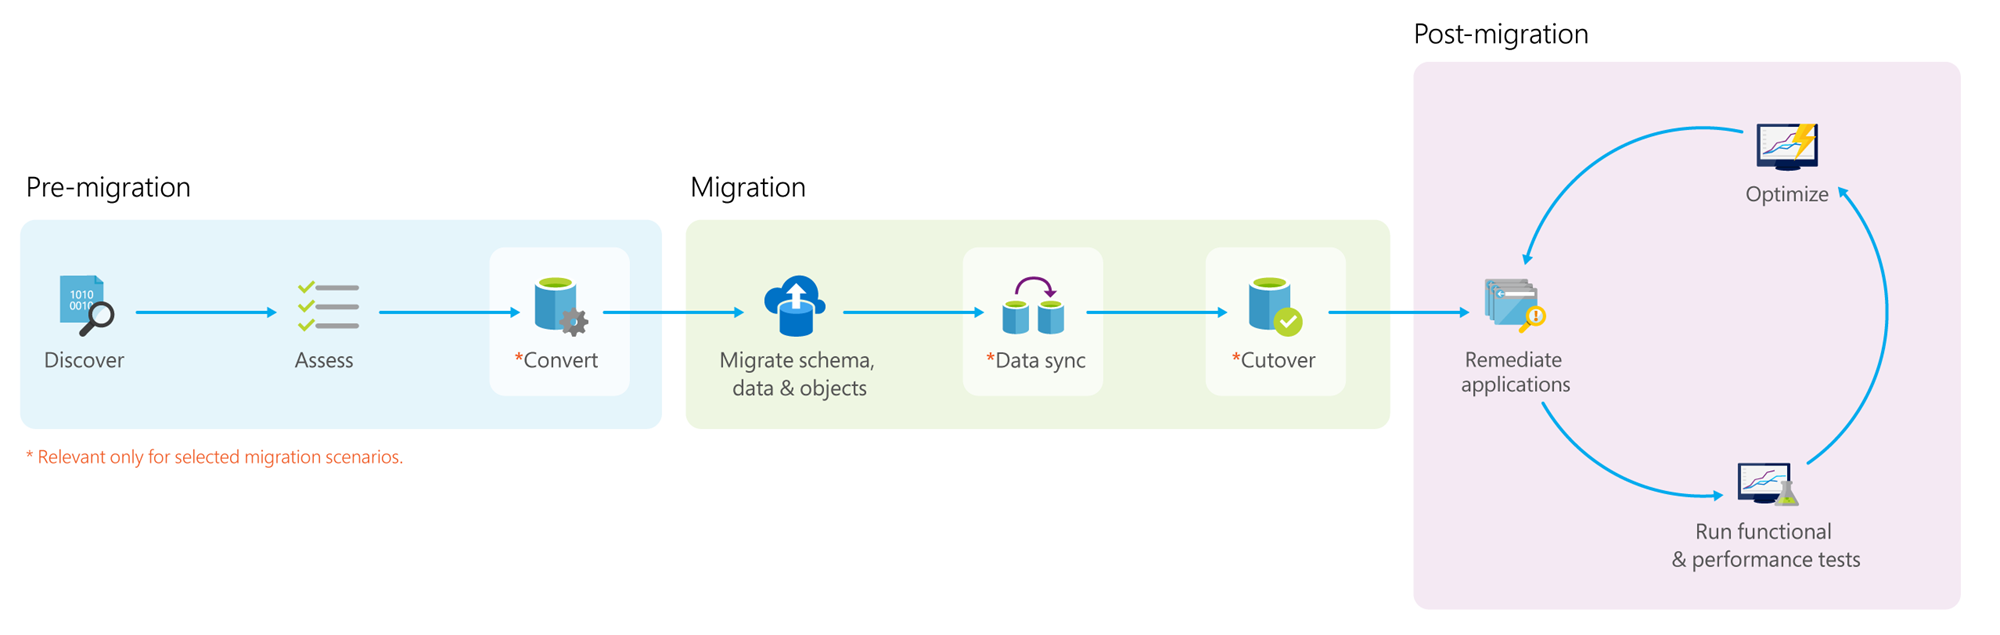 Pre-migration
1010
0010
Discover
Assess
*Convert
* Relevant only for selected migration scenarios.
Migration
Migrate schema,
data & objects
*Data sync
*Cutover
Post-migration
Optimize
Remediate
applications
Run functional
& performance tests